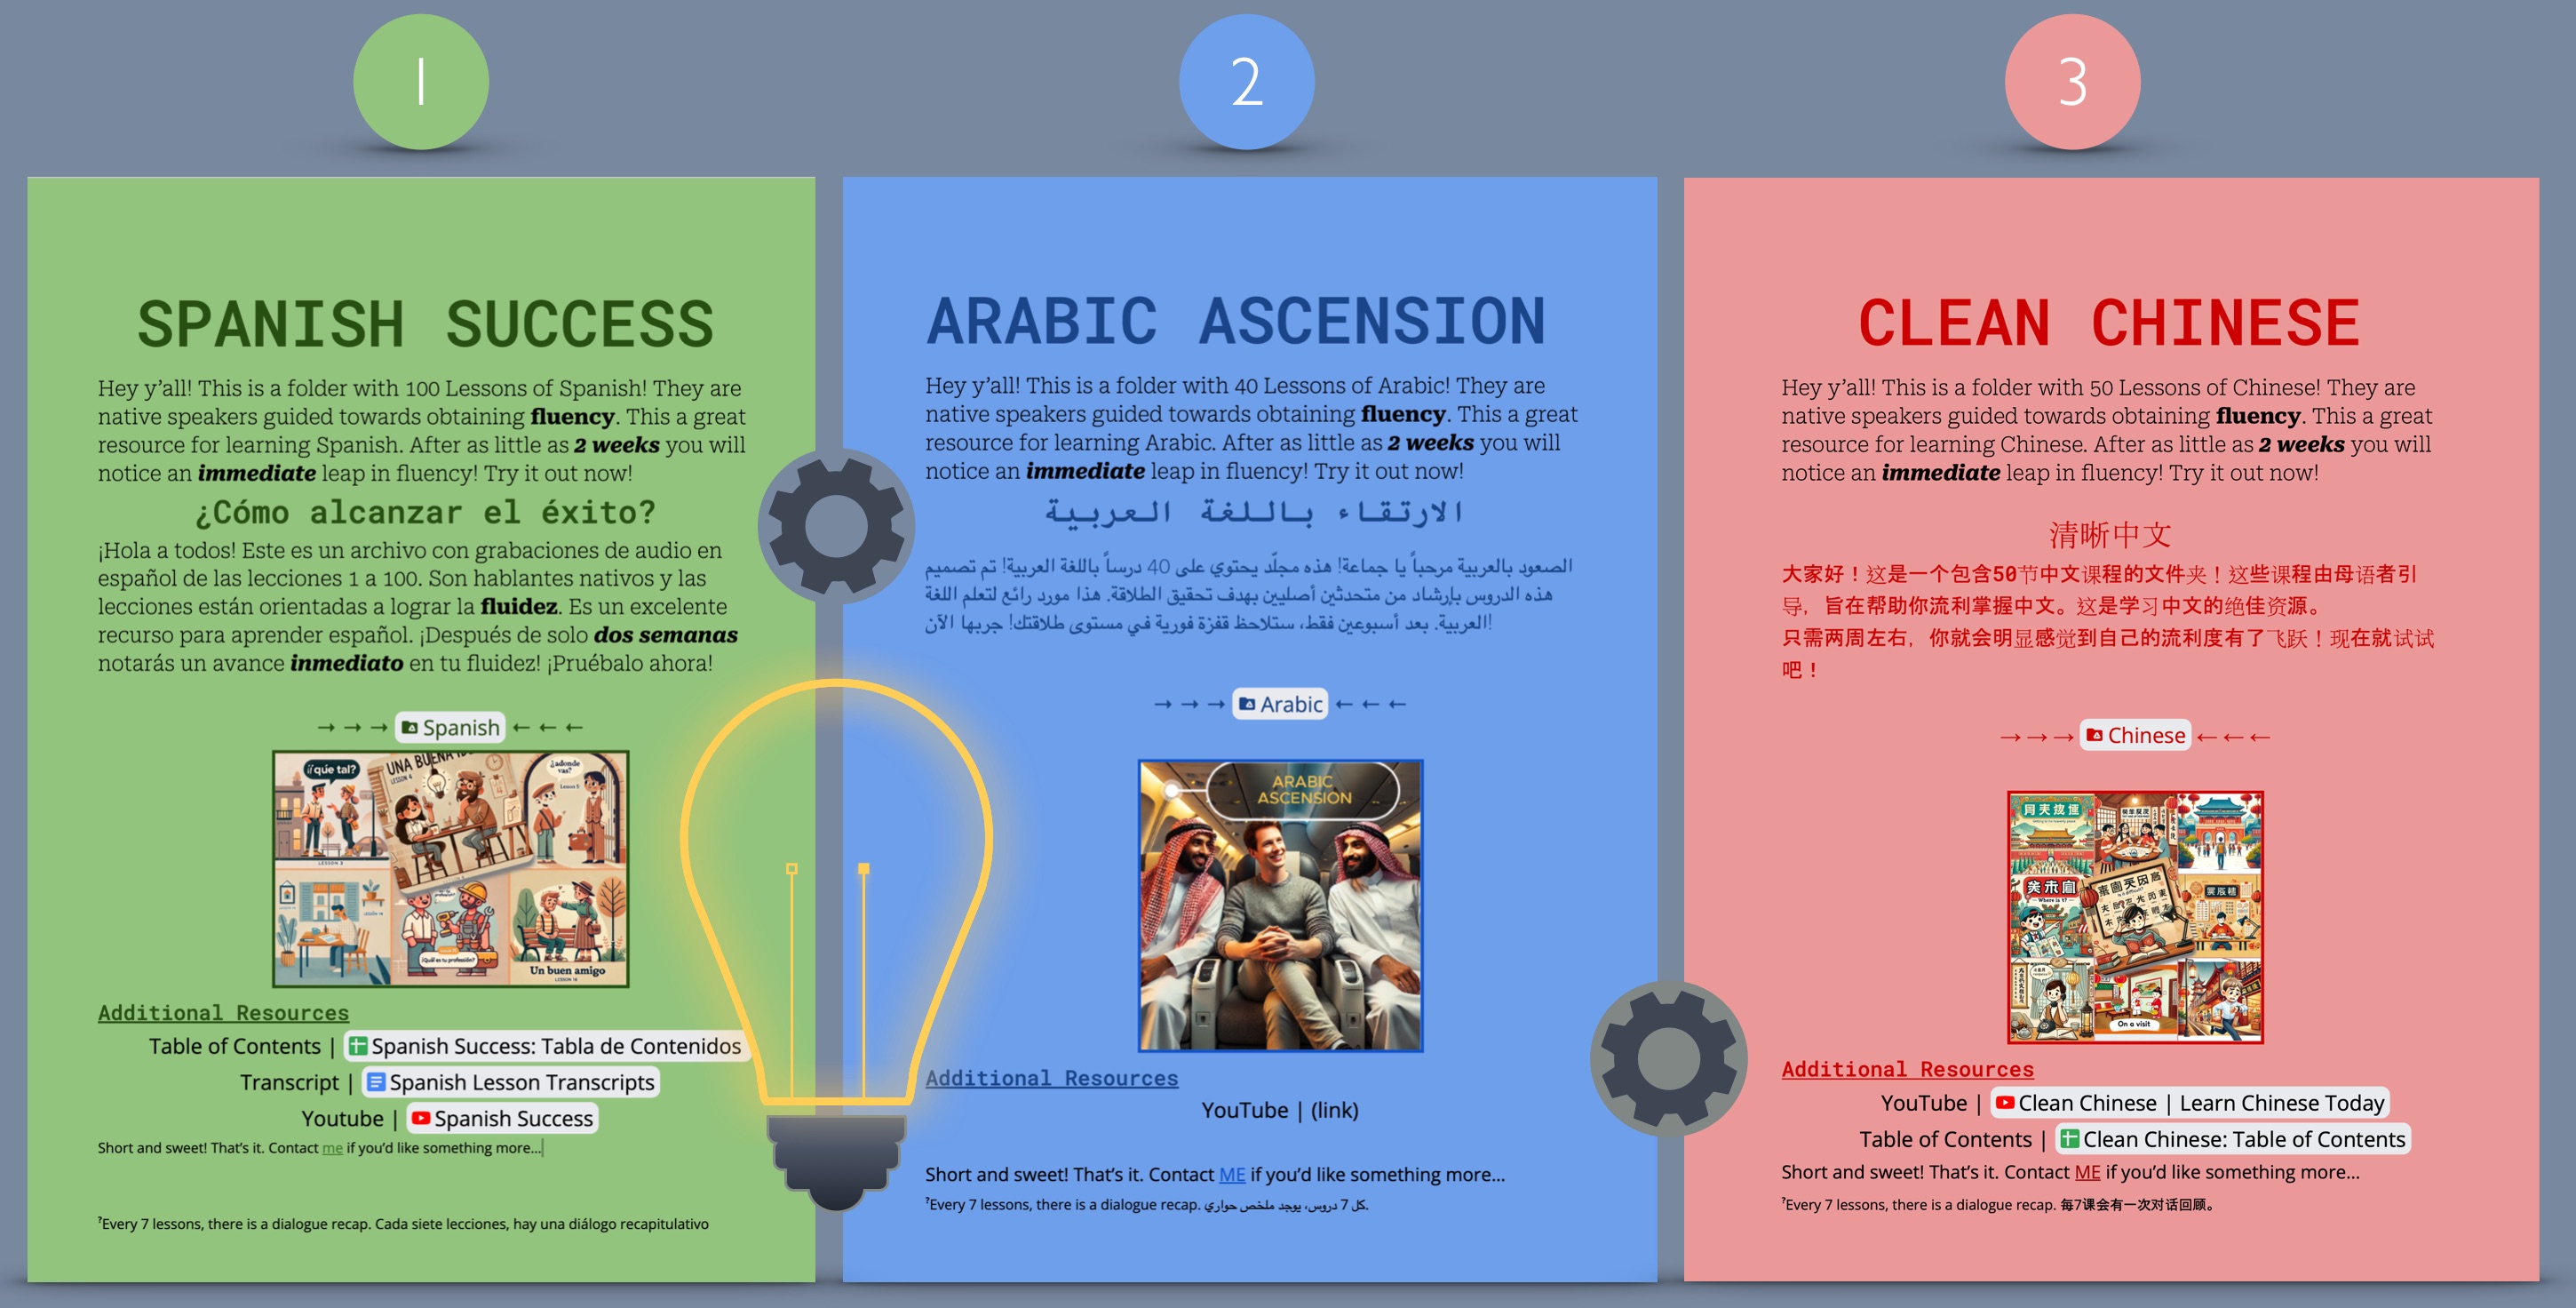 1
SPANISH SUCCESS
Hey y’all! This is a folder with 100 Lessons of Spanish! They are
native speakers guided towards obtaining fluency. This a great
resource for learning Spanish. After as little as 2 weeks you will
notice an immediate leap in fluency! Try it out now!
¿Cómo alcanzar el éxito?
¡Hola a todos! Este es un archivo con grabaciones de audio en
español de las lecciones 1 a 100. Son hablantes nativos y las
lecciones están orientadas a lograr la fluidez. Es un excelente
recurso para aprender español. ¡Después de solo dos semanas
notarás un avance inmediato en tu fluidez! ¡Pruébalo ahora!
→ → → Spanish ← ← ←
¿que tal?
UNA BUENA
LESSON 4
¿adonde
vas?
Lesson 5
LESSON 3
¿Quál es tu profesión?
Un buen amigo
Additional Resources
Table of Contents | Spanish Success: Tabla de Contenidos
Transcript | Spanish Lesson Transcripts
Youtube | Spanish Success
Short and sweet! That’s it. Contact me if you’d like something more...
?Every 7 lessons, there is a dialogue recap. Cada siete lecciones, hay una diálogo recapitulativo
2
ARABIC ASCENSION
Hey y’all! This is a folder with 40 Lessons of Arabic! They are
native speakers guided towards obtaining fluency. This a great
resource for learning Arabic. After as little as 2 weeks you will
notice an immediate leap in fluency! Try it out now!
الارتقاء باللغة العربية
الصعود بالعربية مرحباً يا جماعة! هذه مجلّد يحتوي على 40 درساً باللغة العربية! تم تصميم
هذه الدروس بإرشاد من متحدثين أصليين بهدف تحقيق الطلاقة. هذا مورد رائع لتعلم اللغة
العربية. بعد أسبوعين فقط، ستلاحظ قفزة فورية في مستوى طلاقتك! جربها الآن!
→ → → Arabic ← ← ←
ARABIC
ASCENSION
Additional Resources
YouTube | (link)
Short and sweet! That’s it. Contact ME if you’d like something more...
?Every 7 lessons, there is a dialogue recap. كل 7 دروس، يوجد ملخص حواري.
3
CLEAN CHINESE
Hey y’all! This is a folder with 50 Lessons of Chinese! They are
native speakers guided towards obtaining fluency. This a great
resource for learning Chinese. After as little as 2 weeks you will
notice an immediate leap in fluency! Try it out now!
清晰中文
大家好！这是一个包含50节中文课程的文件夹！这些课程由母语者引
导，旨在帮助你流利掌握中文。这是学习中文的绝佳资源。
只需两周左右，你就会明显感觉到自己的流利度有了飞跃！现在就试试
吧！
→ → → Chinese ← ← ←
Where is it?
On a visit
Additional Resources
YouTube | Clean Chinese | Learn Chinese Today
Table of Contents | Clean Chinese: Table of Contents
Short and sweet! That’s it. Contact ME if you’d like something more...
?Every 7 lessons, there is a dialogue recap. 每7课会有一次对话回顾。